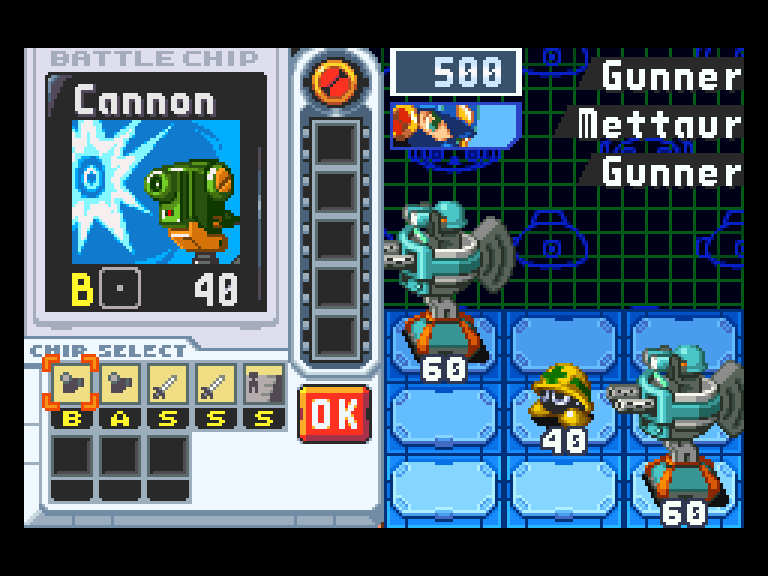 BATTLE CHIP
Cannon
B 40
CHIP SELECT
B A S S S
OK
500
Gunner
Mettaur
Gunner
60
40
60